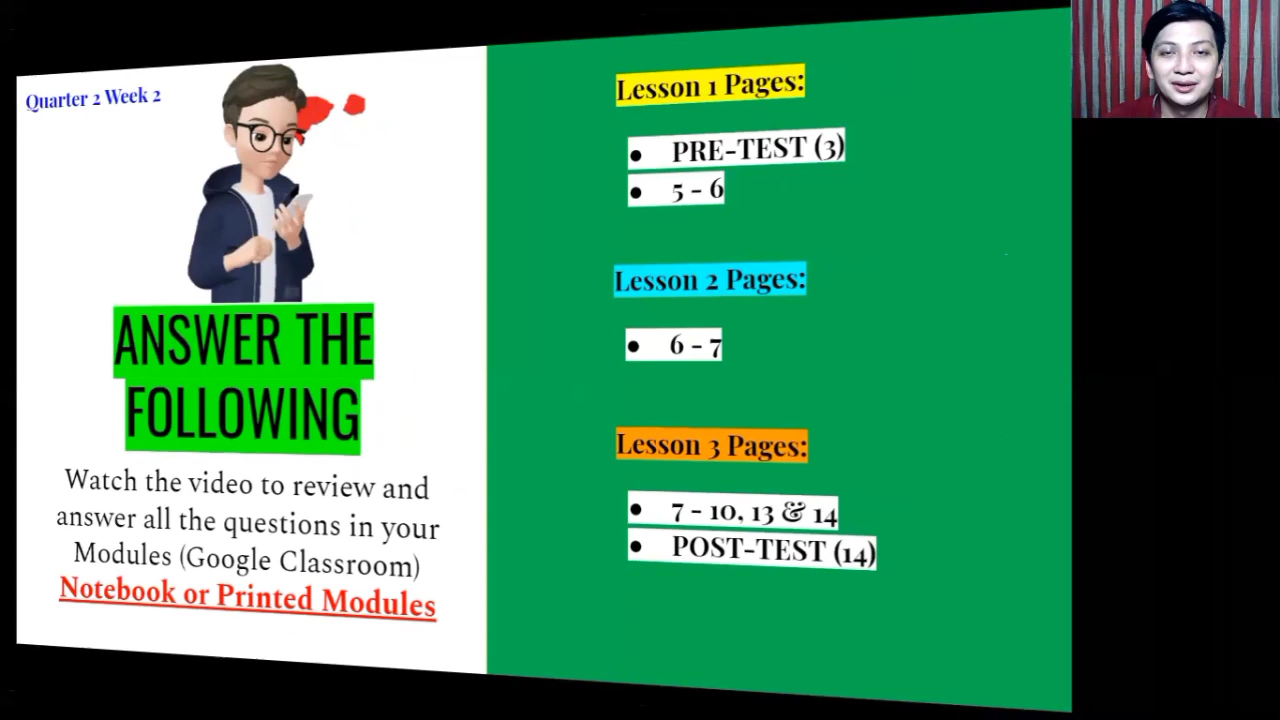 Quarter 2 Week 2
ANSWER THE
FOLLOWING
Watch the video to review and
answer all the questions in your
Modules (Google Classroom)
Notebook or Printed Modules
Lesson 1 Pages:
● PRE-TEST (3)
● 5 - 6
Lesson 2 Pages:
● 6 - 7
Lesson 3 Pages:
● 7 - 10, 13 & 14
● POST-TEST (14)